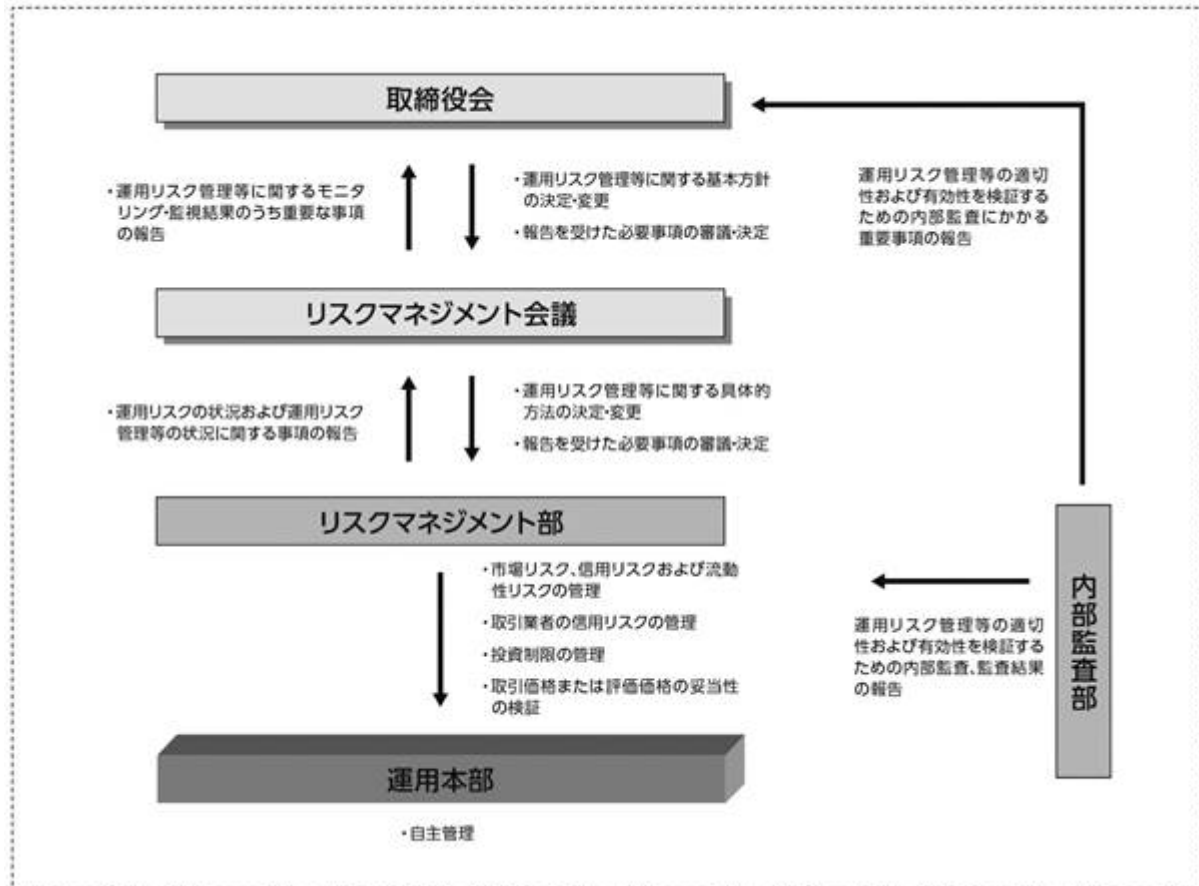 取締役会
・運用リスク管理等に関するモニタ
リング・監視結果のうち重要な事項
の報告
・運用リスク管理等に関する基本方針
の決定・変更
・報告を受けた必要事項の審議・決定
運用リスク管理等の適切
性および有効性を検証する
ための内部監査にかかる
重要事項の報告
リスクマネジメント会議
・運用リスクの状況および運用リスク
管理等の状況に関する事項の報告
・運用リスク管理等に関する具体的
方法の決定・変更
・報告を受けた必要事項の審議・決定
リスクマネジメント部
・市場リスク、信用リスクおよび流動
性リスクの管理
・取引業者の信用リスクの管理
・投資制限の管理
・取引価格または評価価格の妥当性
の検証
運用リスク管理等の適切
性および有効性を検証する
ための内部監査、監査結果
の報告
内部監査部
運用本部
・自主管理